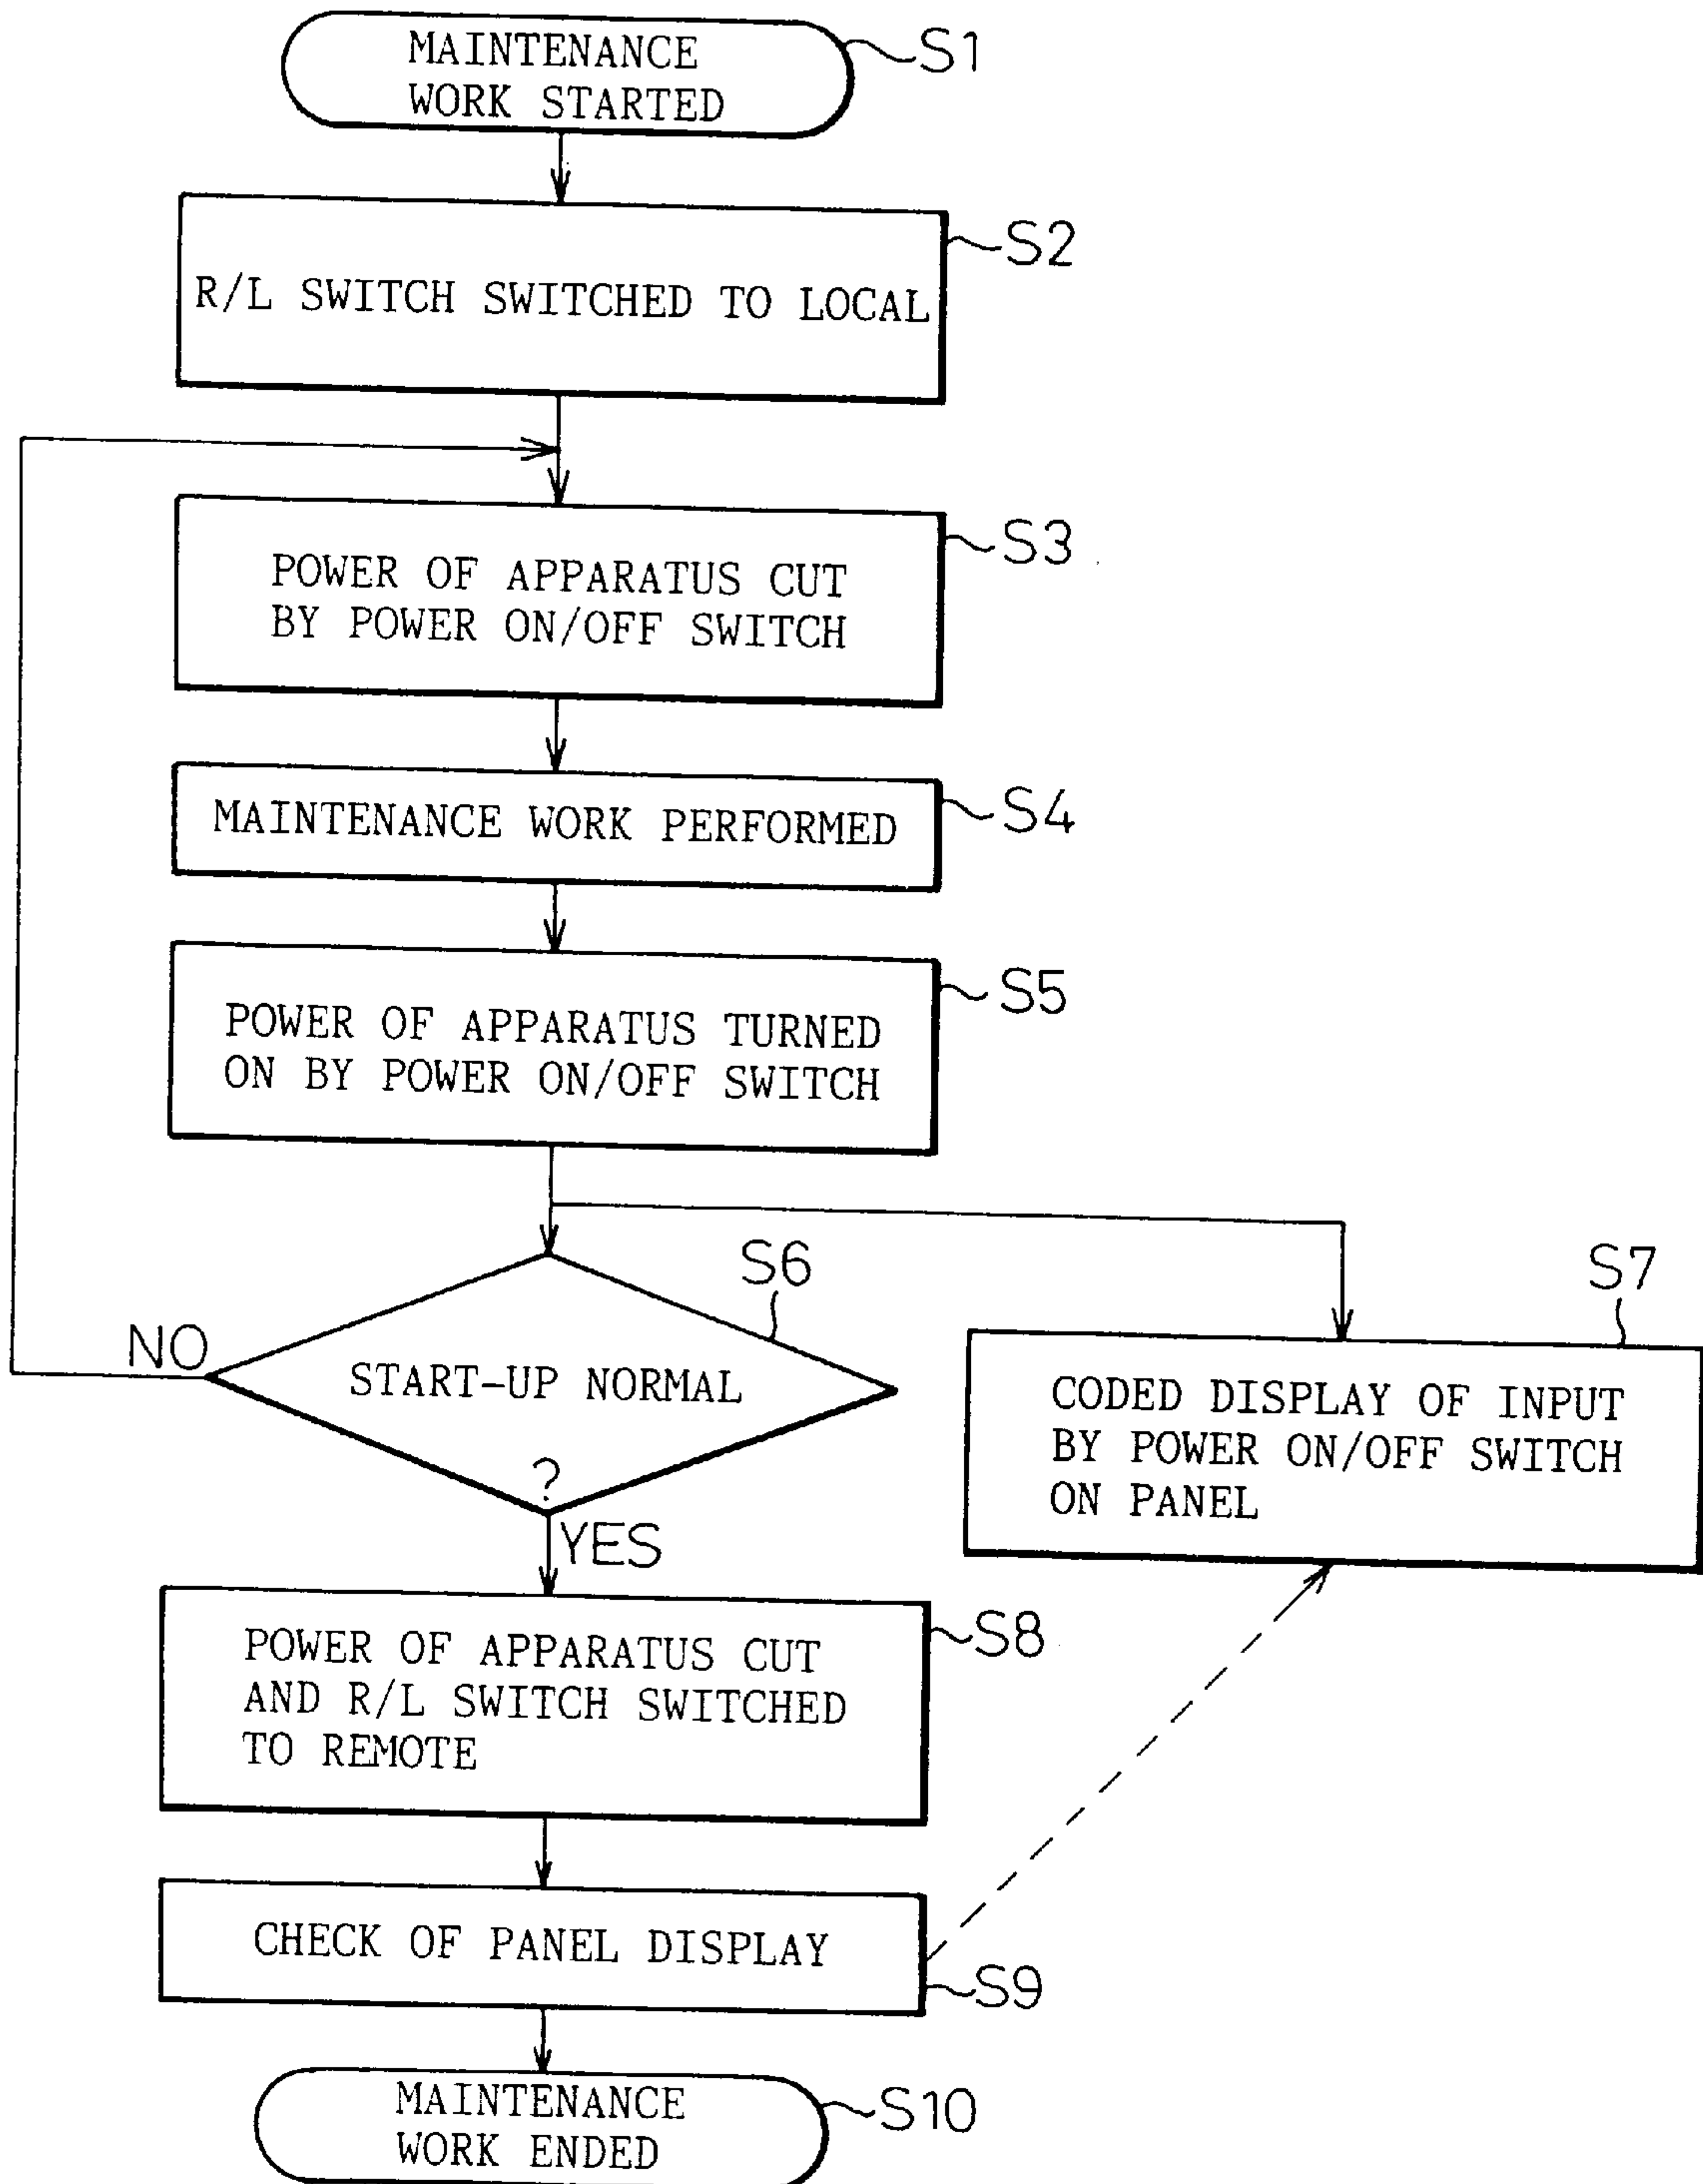 MAINTENANCE
WORK STARTED
S1
R/L SWITCH SWITCHED TO LOCAL
S2
POWER OF APPARATUS CUT
BY POWER ON/OFF SWITCH
S3
MAINTENANCE WORK PERFORMED
S4
POWER OF APPARATUS TURNED
ON BY POWER ON/OFF SWITCH
S5
S6
START-UP NORMAL
?
NO
YES
S7
CODED DISPLAY OF INPUT
BY POWER ON/OFF SWITCH
ON PANEL
POWER OF APPARATUS CUT
AND R/L SWITCH SWITCHED
TO REMOTE
S8
CHECK OF PANEL DISPLAY
S9
MAINTENANCE
WORK ENDED
S10